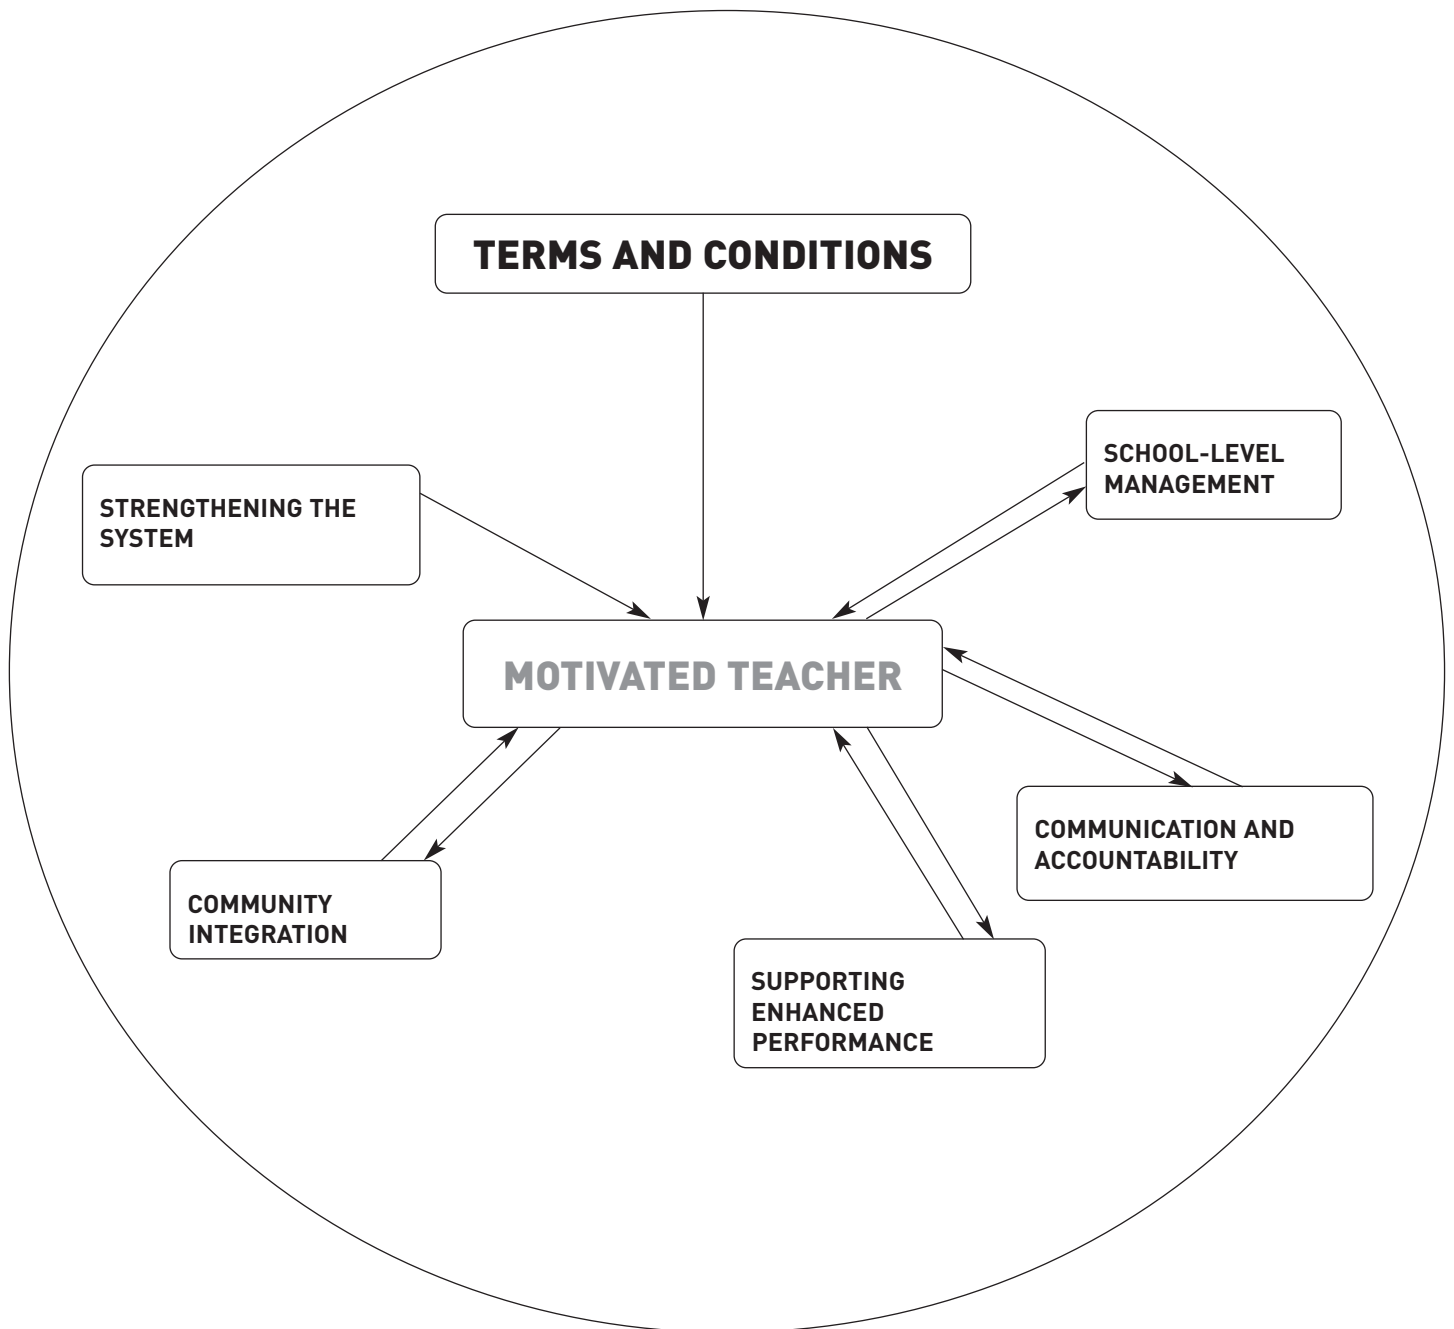 TERMS AND CONDITIONS
SCHOOL-LEVEL
MANAGEMENT
STRENGTHENING THE
SYSTEM
MOTIVATED TEACHER
COMMUNICATION AND
ACCOUNTABILITY
COMMUNITY
INTEGRATION
SUPPORTING
ENHANCED
PERFORMANCE